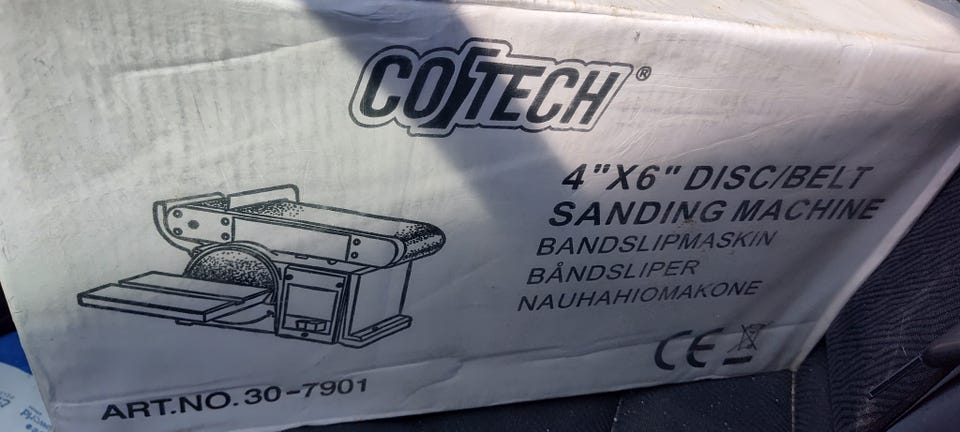 COTECH®
4"X6" DISC/BELT
SANDING MACHINE
BANDSLIPMASKIN
BÅNDSLIPER
NAUHAHIOMAKONE
CE
ART.NO. 30-7901